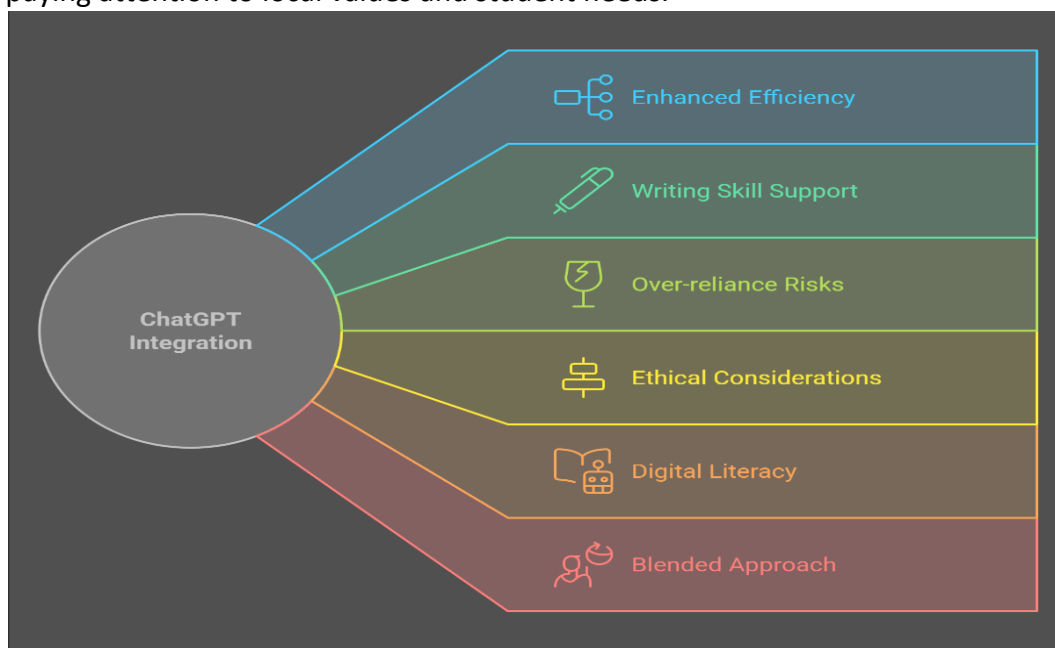 paying attention to local values and student needs.
Enhanced Efficiency
Writing Skill Support
Over-reliance Risks
ChatGPT
Integration
Ethical Considerations
Digital Literacy
Blended Approach